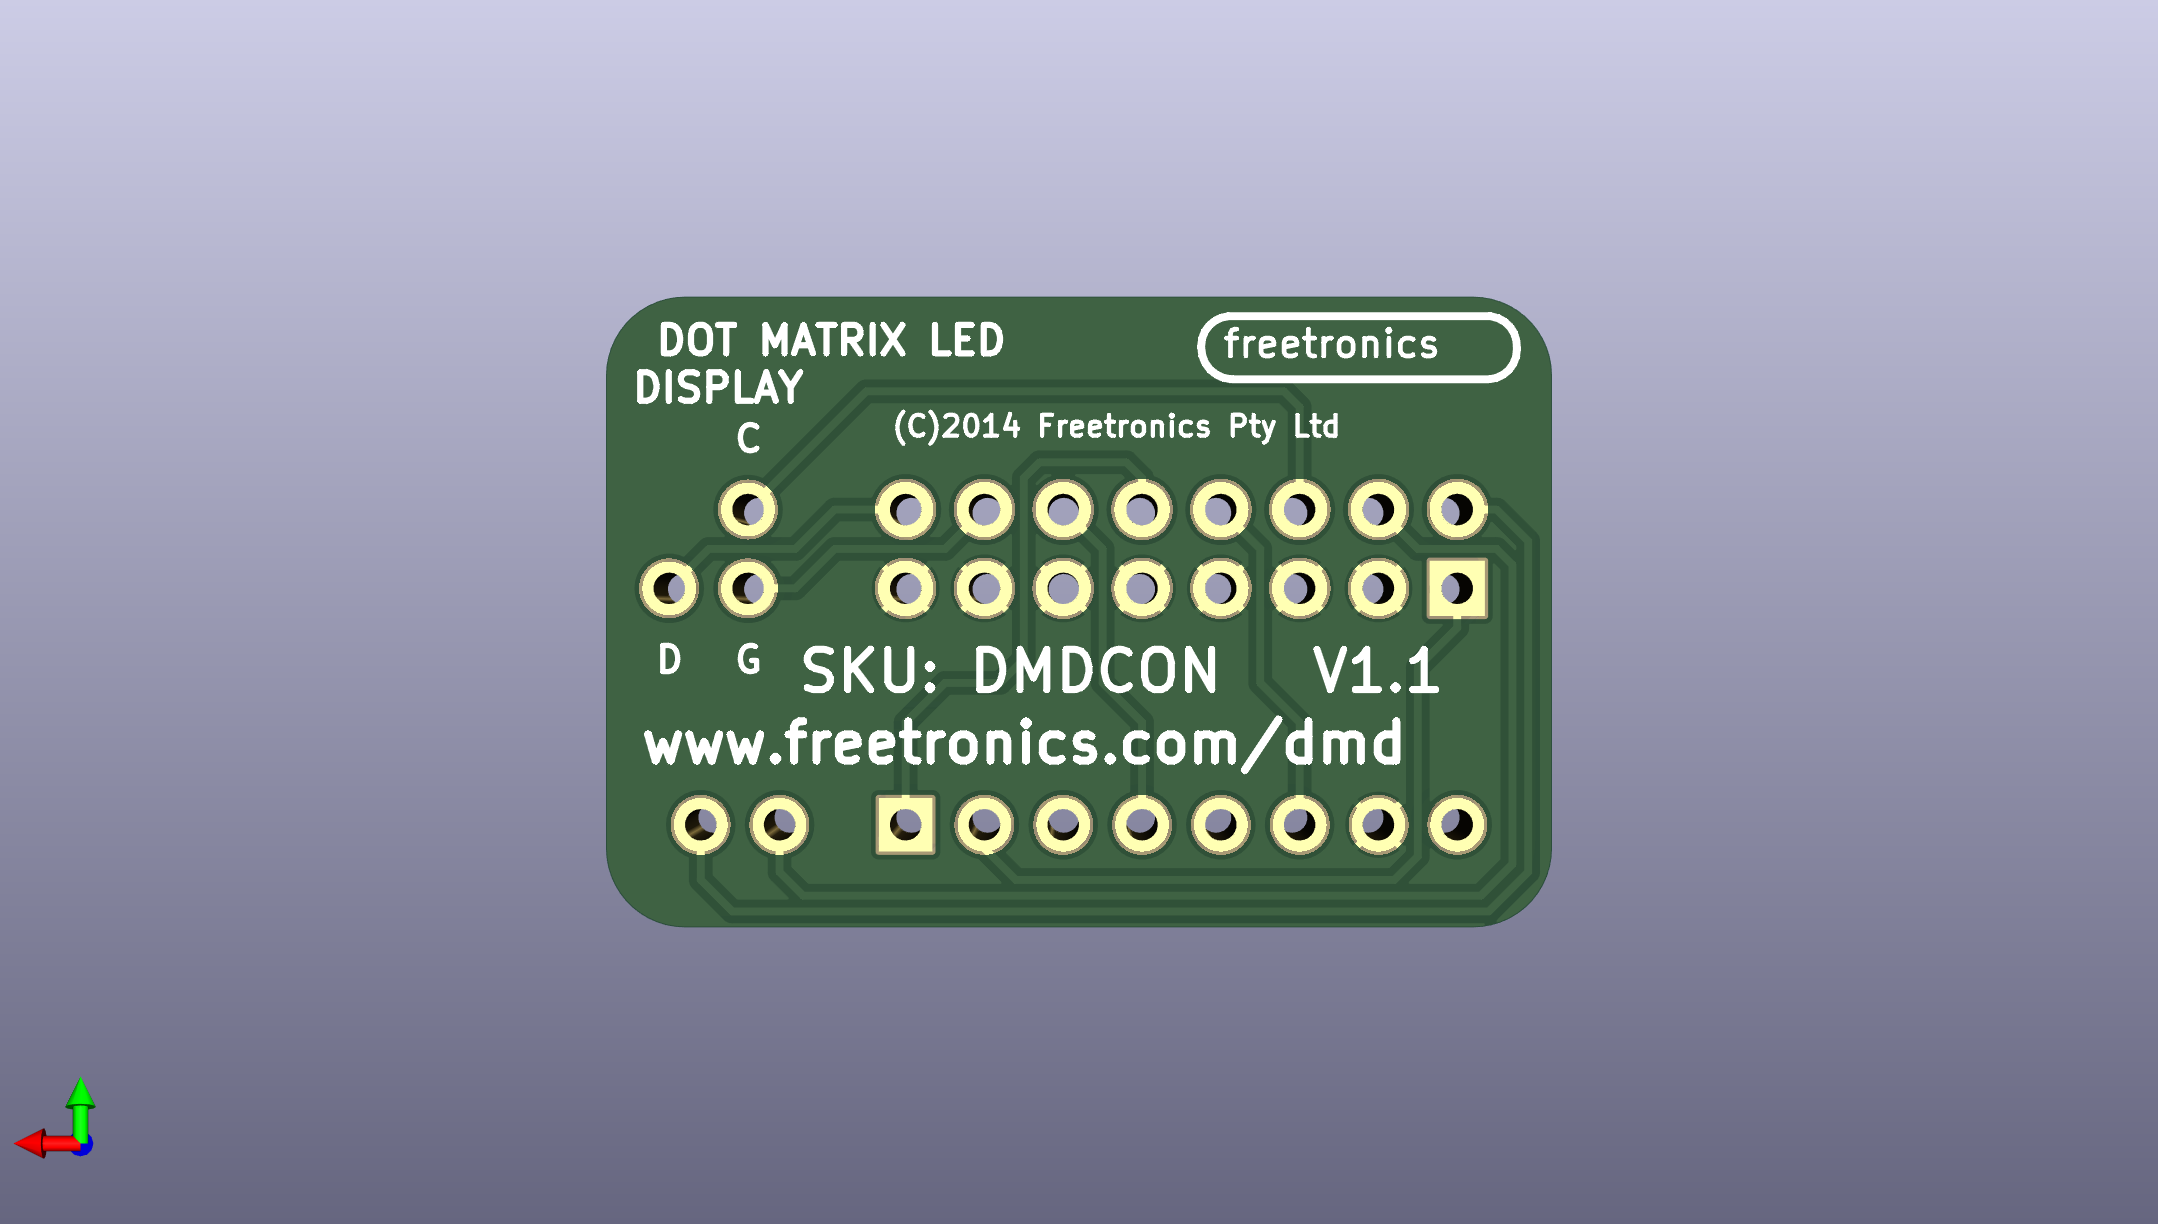 DOT MATRIX LED
DISPLAY
freetronics
C
(C)2014 Freetronics Pty Ltd
D G
SKU: DMDCON V1.1
www.freetronics.com/dmd